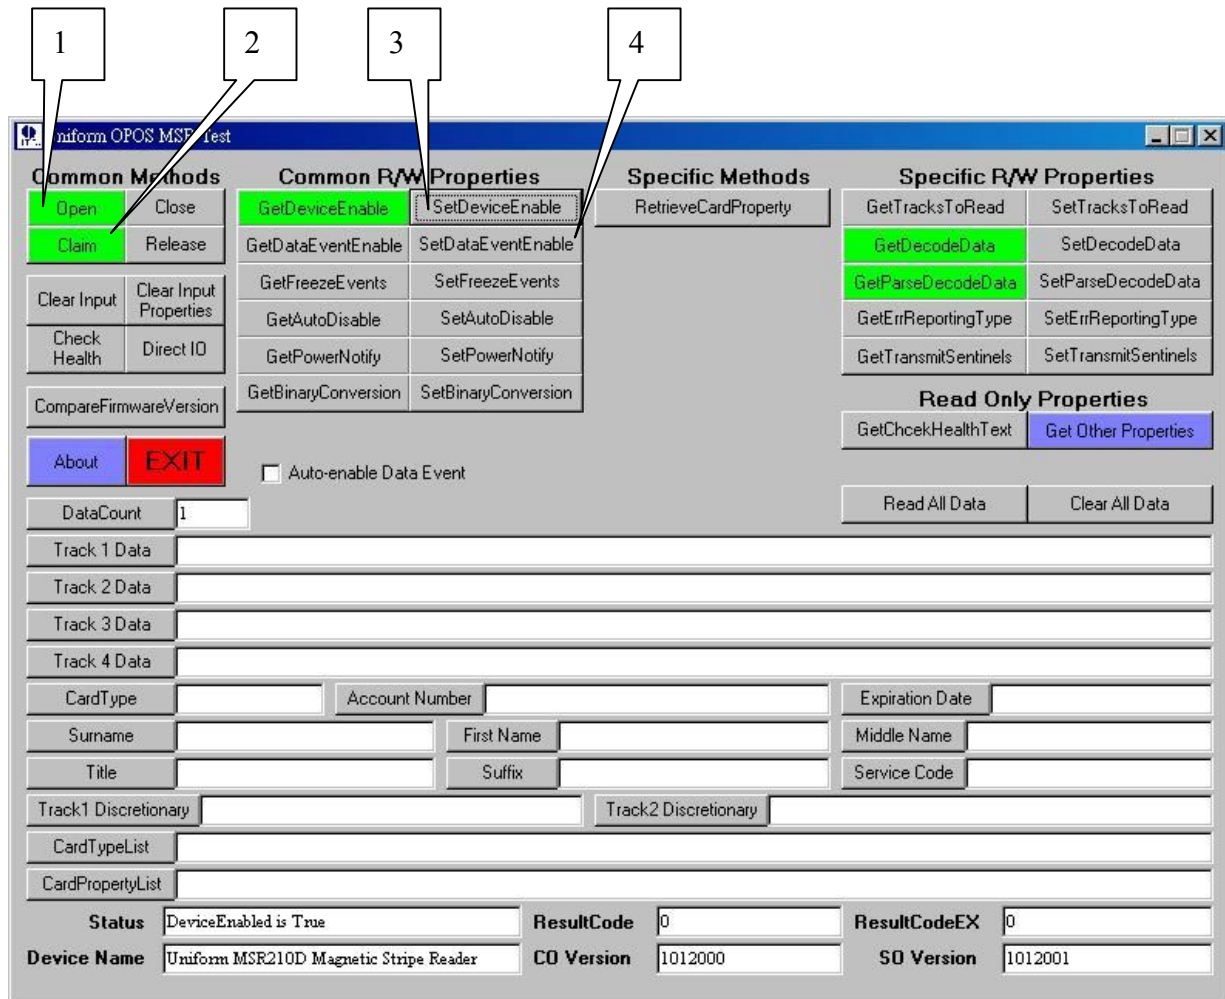 1 2 3 4
Uniform OPOS MSR Test
Common Methods Common R/W Properties Specific Methods Specific R/W Properties
Open Close GetDeviceEnable SetDeviceEnable RetrieveCardProperty GetTracksToRead SetTracksToRead
Claim Release GetDataEventEnable SetDataEventEnable GetDecodeData SetDecodeData
Clear Input Clear Input Properties GetFreezeEvents SetFreezeEvents GetParseDecodeData SetParseDecodeData
GetAutoDisable SetAutoDisable GetErrReportingType SetErrReportingType
Check Health Direct IO GetPowerNotify SetPowerNotify GetTransmitSentinels SetTransmitSentinels
CompareFirmwareVersion GetBinaryConversion SetBinaryConversion Read Only Properties
GetChcekHealthText Get Other Properties
About EXIT Auto-enable Data Event
DataCount 1 Read All Data Clear All Data
Track 1 Data
Track 2 Data
Track 3 Data
Track 4 Data
CardType Account Number Expiration Date
Surname First Name Middle Name
Title Suffix Service Code
Track1 Discretionary Track2 Discretionary
CardTypeList
CardPropertyList
Status DeviceEnabled is True ResultCode 0 ResultCodeEX 0
Device Name Uniform MSR210D Magnetic Stripe Reader CO Version 1012000 SO Version 1012001